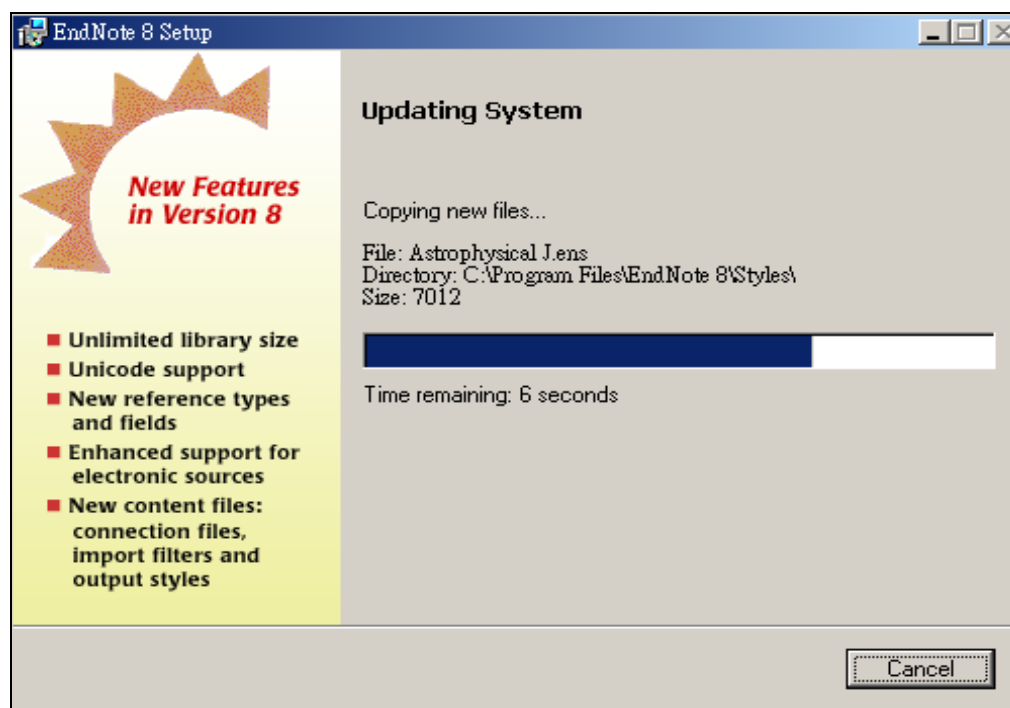 EndNote 8 Setup
New Features
in Version 8
Unlimited library size
Unicode support
New reference types
and fields
Enhanced support for
electronic sources
New content files:
connection files,
import filters and
output styles
Updating System
Copying new files...
File: Astrophysical J.ens
Directory: C:\Program Files\EndNote 8\Styles\
Size: 7012
Time remaining: 6 seconds
Cancel